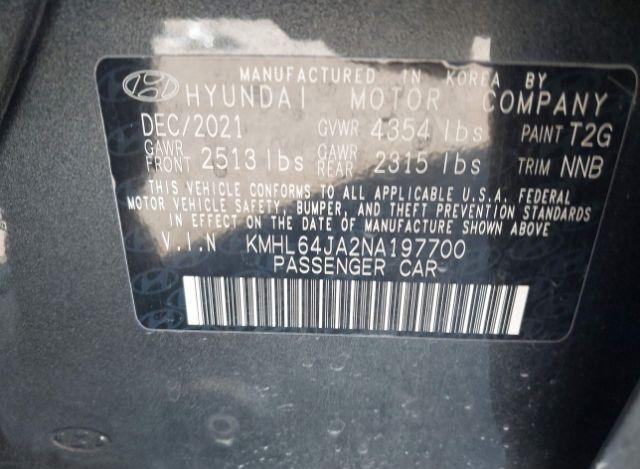 MANUFACTURED IN KOREA BY
HYUNDAI MOTOR COMPANY
DEC/2021 GVWR 4354 lbs PAINT T2G
GAWR FRONT 2513 lbs GAWR REAR 2315 lbs TRIM NNB
THIS VEHICLE CONFORMS TO ALL APPLICABLE U.S.A. FEDERAL
MOTOR VEHICLE SAFETY, BUMPER, AND THEFT PREVENTION STANDARDS
IN EFFECT ON THE DATE OF MANUFACTURE SHOWN ABOVE.
V.I.N KMHL64JA2NA197700
PASSENGER CAR